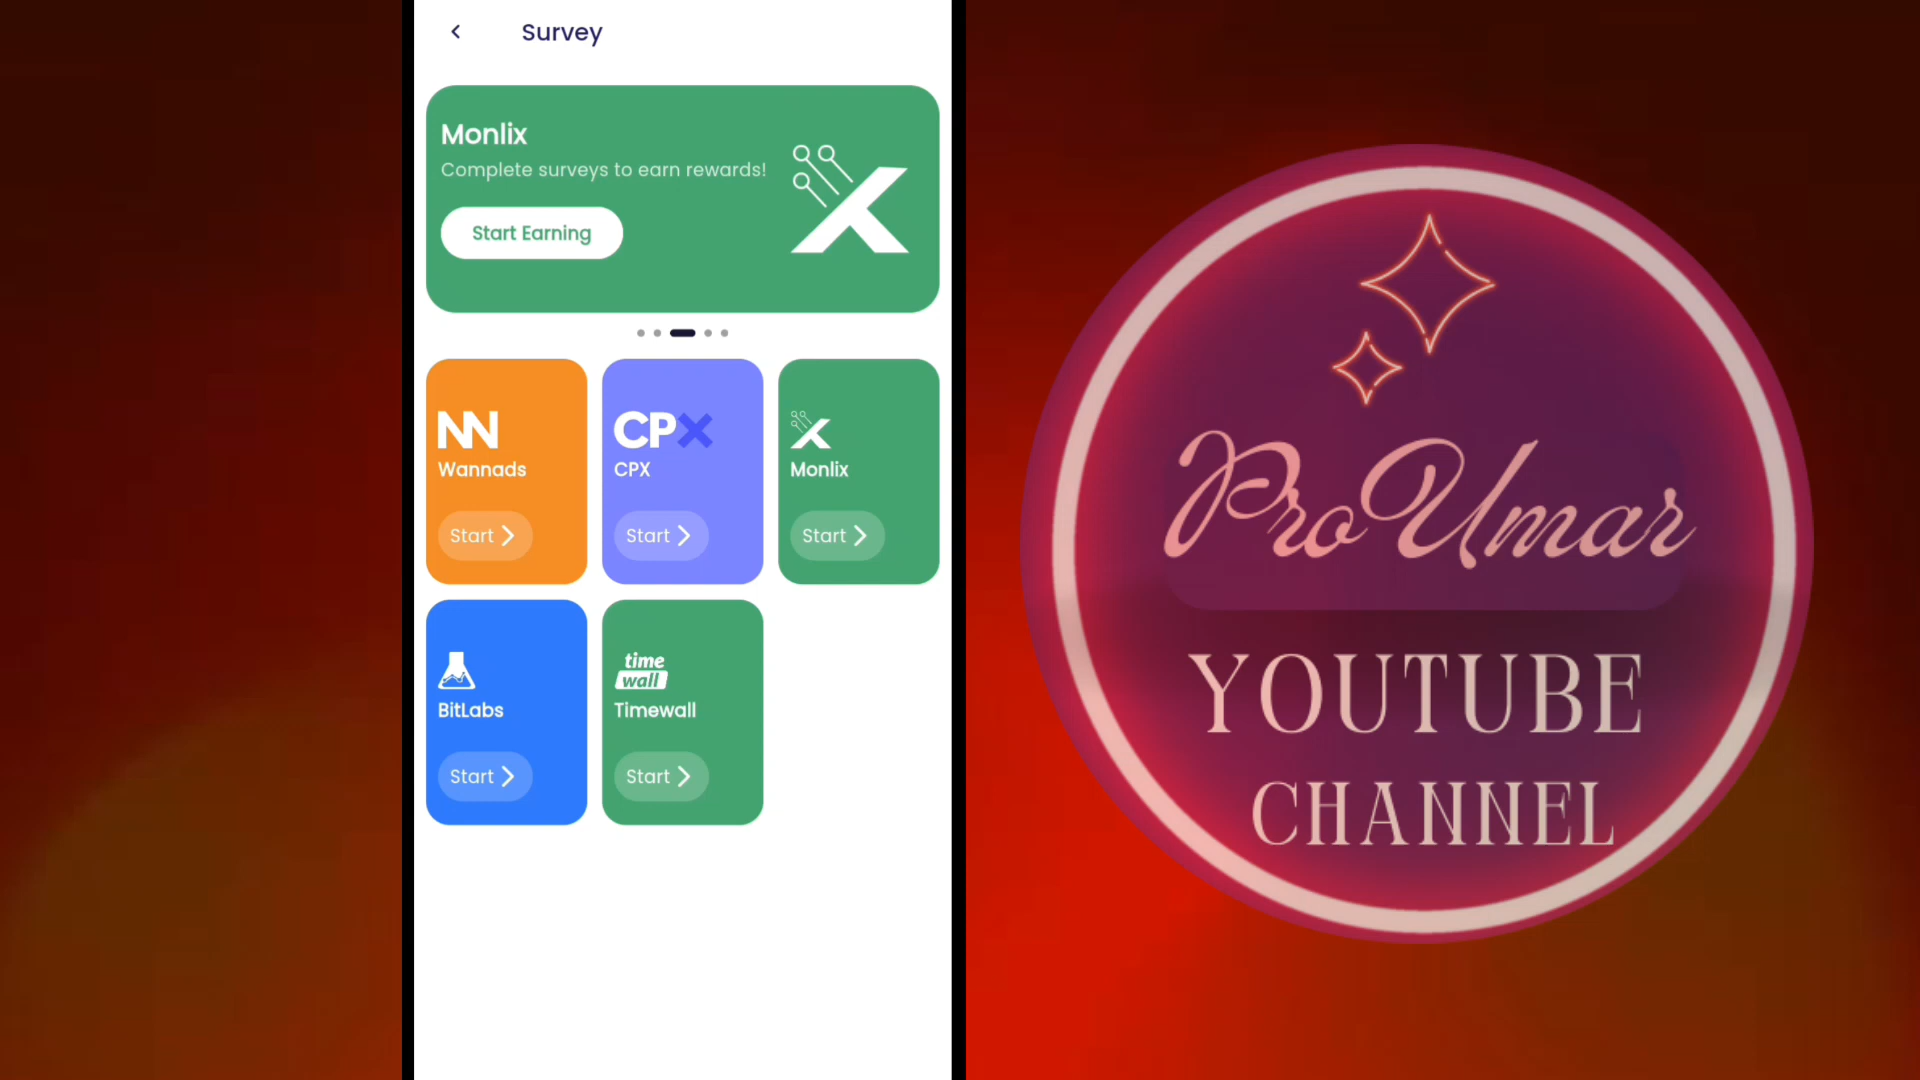 Survey
Monlix
Complete surveys to earn rewards!
Start Earning
Wannads
Start
CPX
CPX
Start
Monlix
Start
BitLabs
Start
time
wall
Timewall
Start
ProUmar
YOUTUBE
CHANNEL